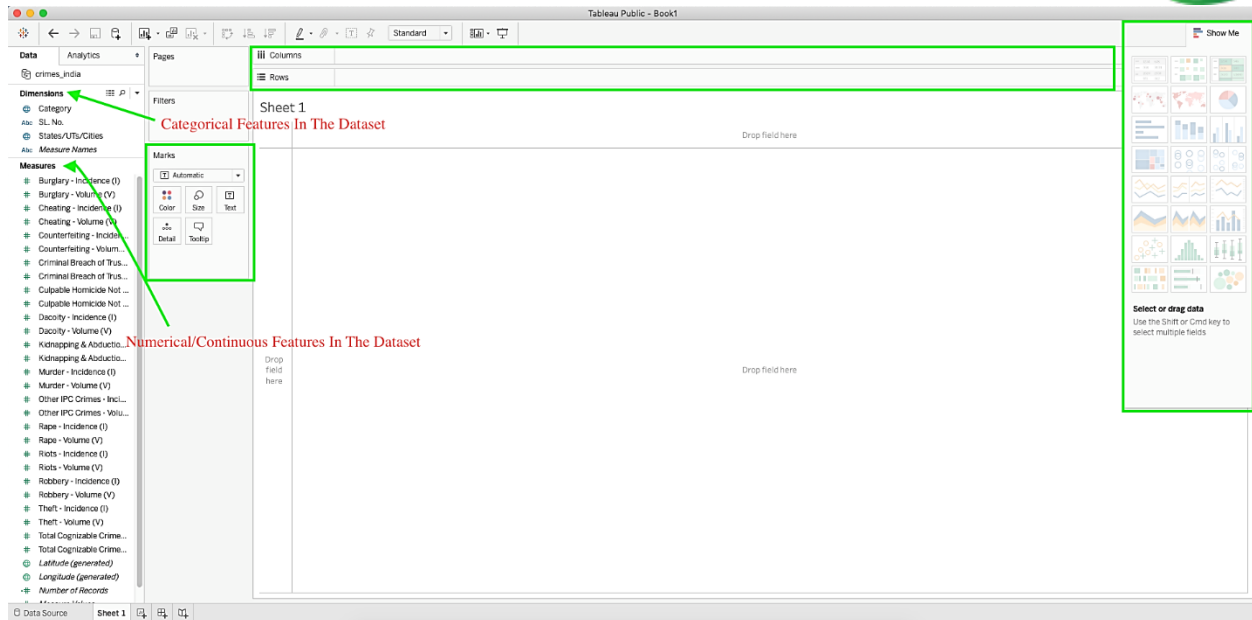 Tableau Public - Book1
Standard
Show Me
Data Analytics
crimes_india
Dimensions
Category
Abc SL. No.
States/UTs/Cities
Abc Measure Names
Measures
# Burglary - Incidence (I)
# Burglary - Volume (V)
# Cheating - Incidence (I)
# Cheating - Volume (V)
# Counterfeiting - Inciden...
# Counterfeiting - Volum...
# Criminal Breach of Trus...
# Criminal Breach of Trus...
# Culpable Homicide Not ...
# Culpable Homicide Not ...
# Dacoity - Incidence (I)
# Dacoity - Volume (V)
# Kidnapping & Abductio...
# Kidnapping & Abductio...
# Murder - Incidence (I)
# Murder - Volume (V)
# Other IPC Crimes - Inci...
# Other IPC Crimes - Volu...
# Rape - Incidence (I)
# Rape - Volume (V)
# Riots - Incidence (I)
# Riots - Volume (V)
# Robbery - Incidence (I)
# Robbery - Volume (V)
# Theft - Incidence (I)
# Theft - Volume (V)
# Total Cognizable Crime...
# Total Cognizable Crime...
Latitude (generated)
Longitude (generated)
# Number of Records
Pages
Filters
Categorical Features In The Dataset
Marks
T Automatic
Color Size Text
Detail Tooltip
Numerical/Continuous Features In The Dataset
Columns
Rows
Sheet 1
Drop field here
Drop
field
here
Drop field here
Select or drag data
Use the Shift or Cmd key to
select multiple fields
Data Source Sheet 1